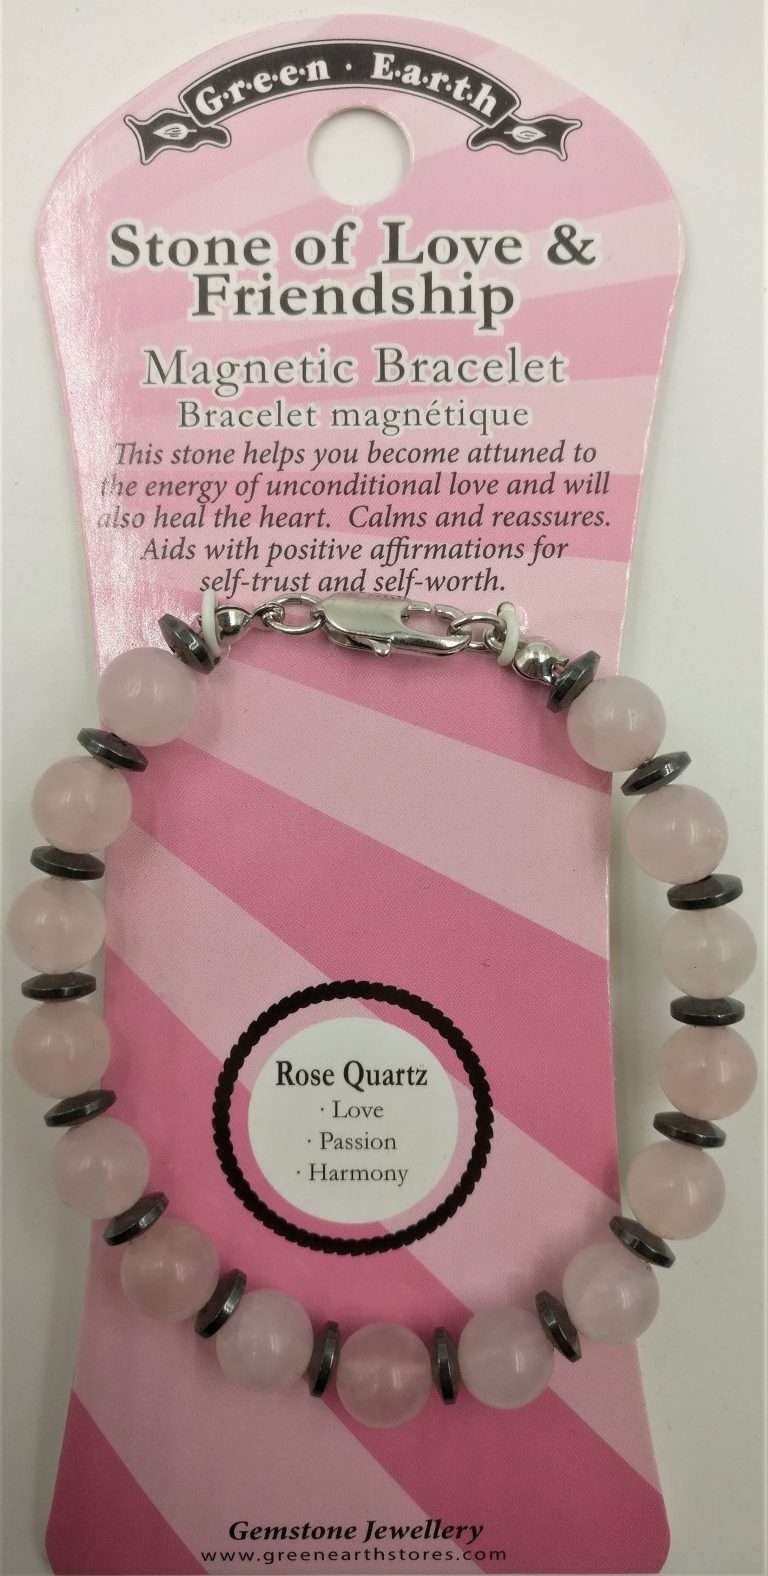 G·r·e·e·n · E·a·r·t·h
Stone of Love &
Friendship
Magnetic Bracelet
Bracelet magnétique
This stone helps you become attuned to
the energy of unconditional love and will
also heal the heart. Calms and reassures.
Aids with positive affirmations for
self-trust and self-worth.
Rose Quartz
· Love
· Passion
· Harmony
Gemstone Jewellery
www.greenearthstores.com